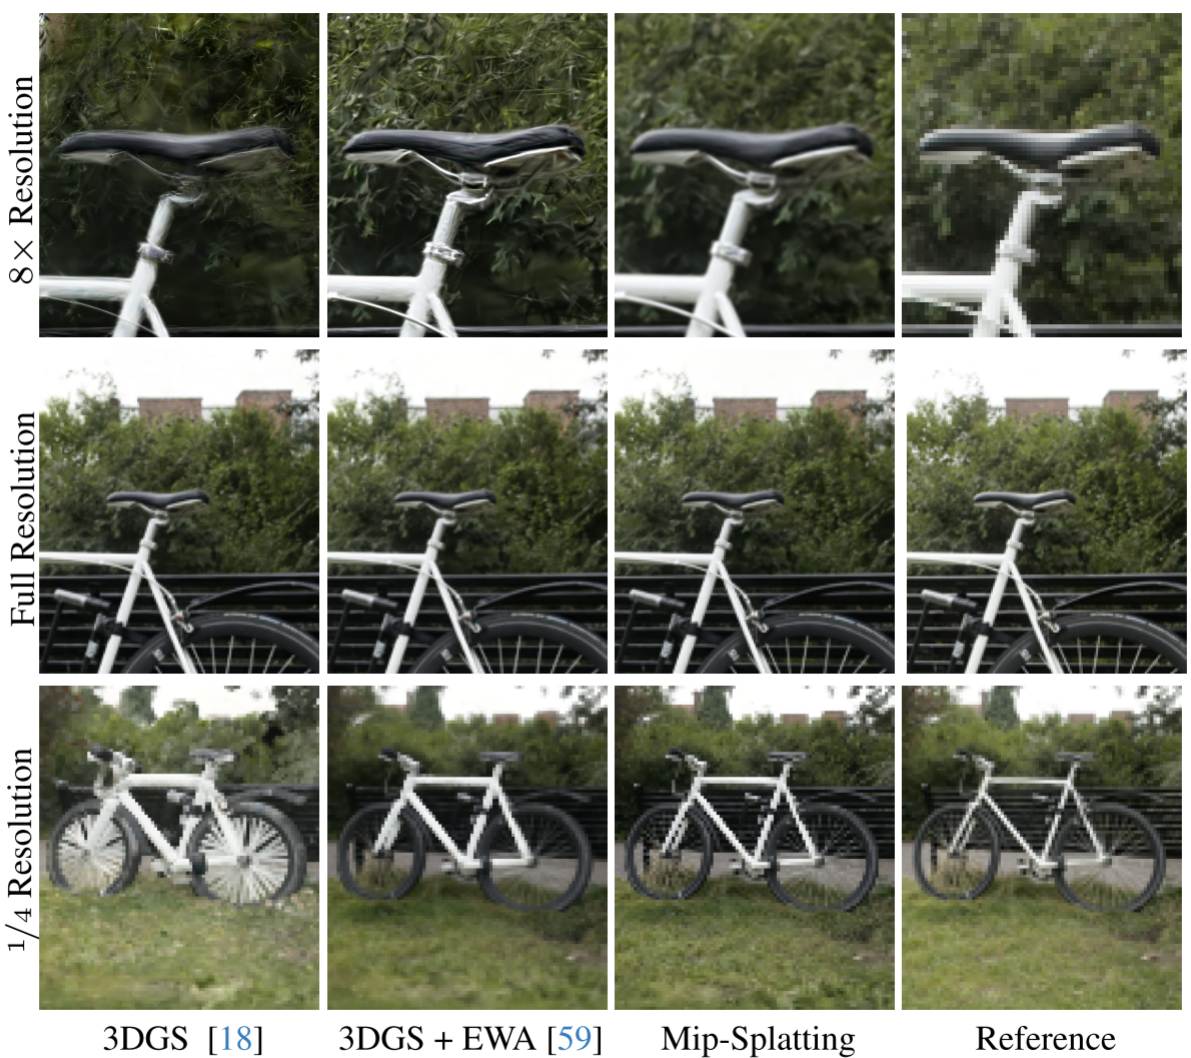 8× Resolution
Full Resolution
1/4 Resolution
3DGS [18]
3DGS + EWA [59]
Mip-Splatting
Reference